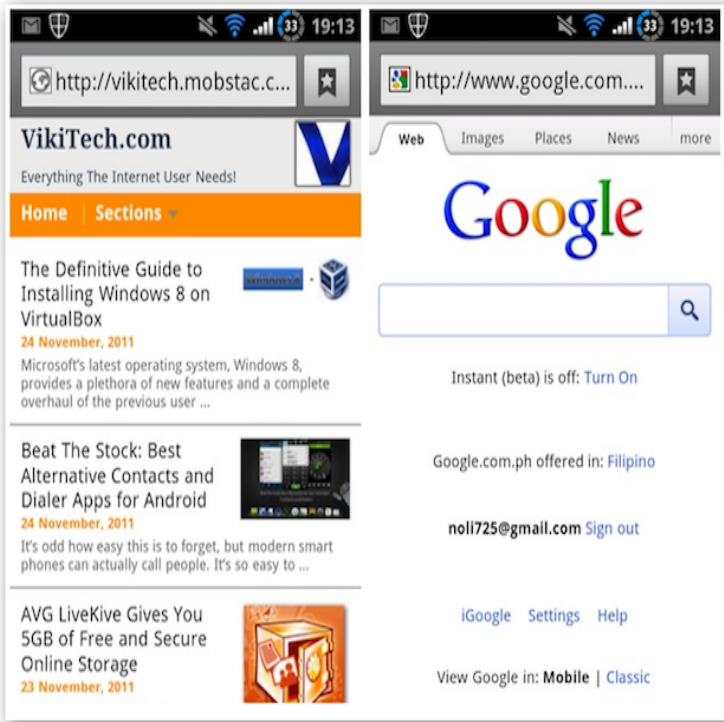 33 19:13
http://vikitech.mobstac.c...
VikiTech.com
Everything The Internet User Needs!
Home Sections
The Definitive Guide to
Installing Windows 8 on
VirtualBox
24 November, 2011
Microsoft's latest operating system, Windows 8,
provides a plethora of new features and a complete
overhaul of the previous user ...
Beat The Stock: Best
Alternative Contacts and
Dialer Apps for Android
24 November, 2011
It's odd how easy this is to forget, but modern smart
phones can actually call people. It's so easy to ...
AVG LiveKive Gives You
5GB of Free and Secure
Online Storage
23 November, 2011
33 19:13
http://www.google.com....
Web Images Places News more
Google
Instant (beta) is off: Turn On
Google.com.ph offered in: Filipino
noli725@gmail.com Sign out
iGoogle Settings Help
View Google in: Mobile | Classic